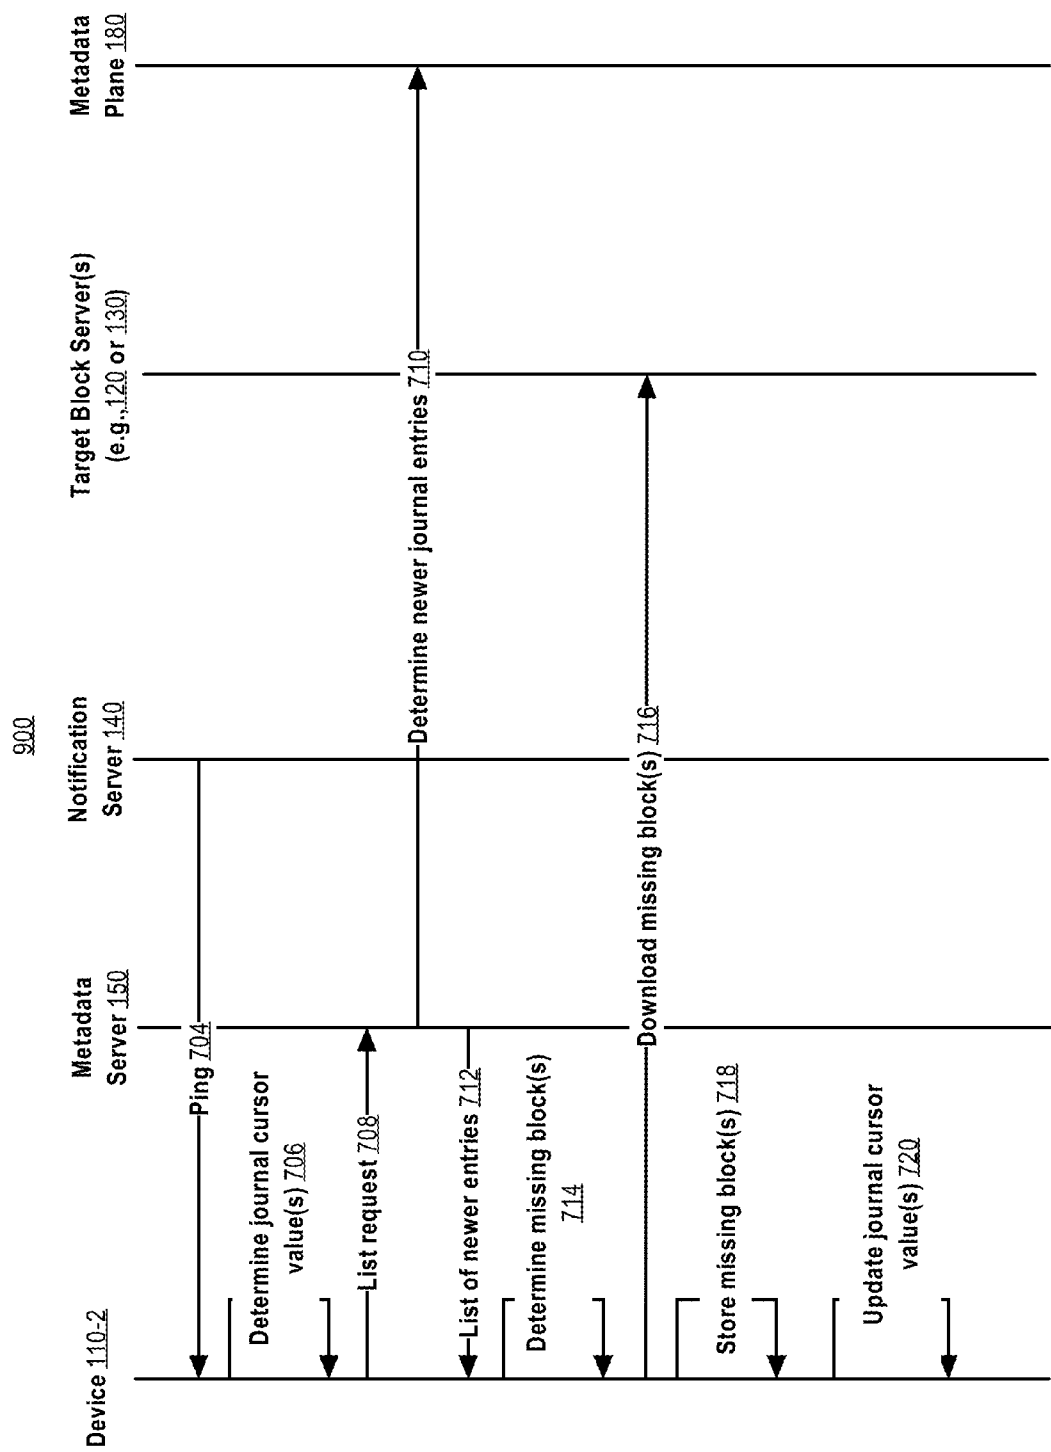 900
Device 110-2
Metadata
Server 150
Notification
Server 140
Target Block Server(s)
(e.g.,120 or 130)
Metadata
Plane 180
Ping 704
Determine journal cursor
value(s) 706
List request 708
Determine newer journal entries 710
List of newer entries 712
Determine missing block(s)
714
Download missing block(s) 716
Store missing block(s) 718
Update journal cursor
value(s) 720